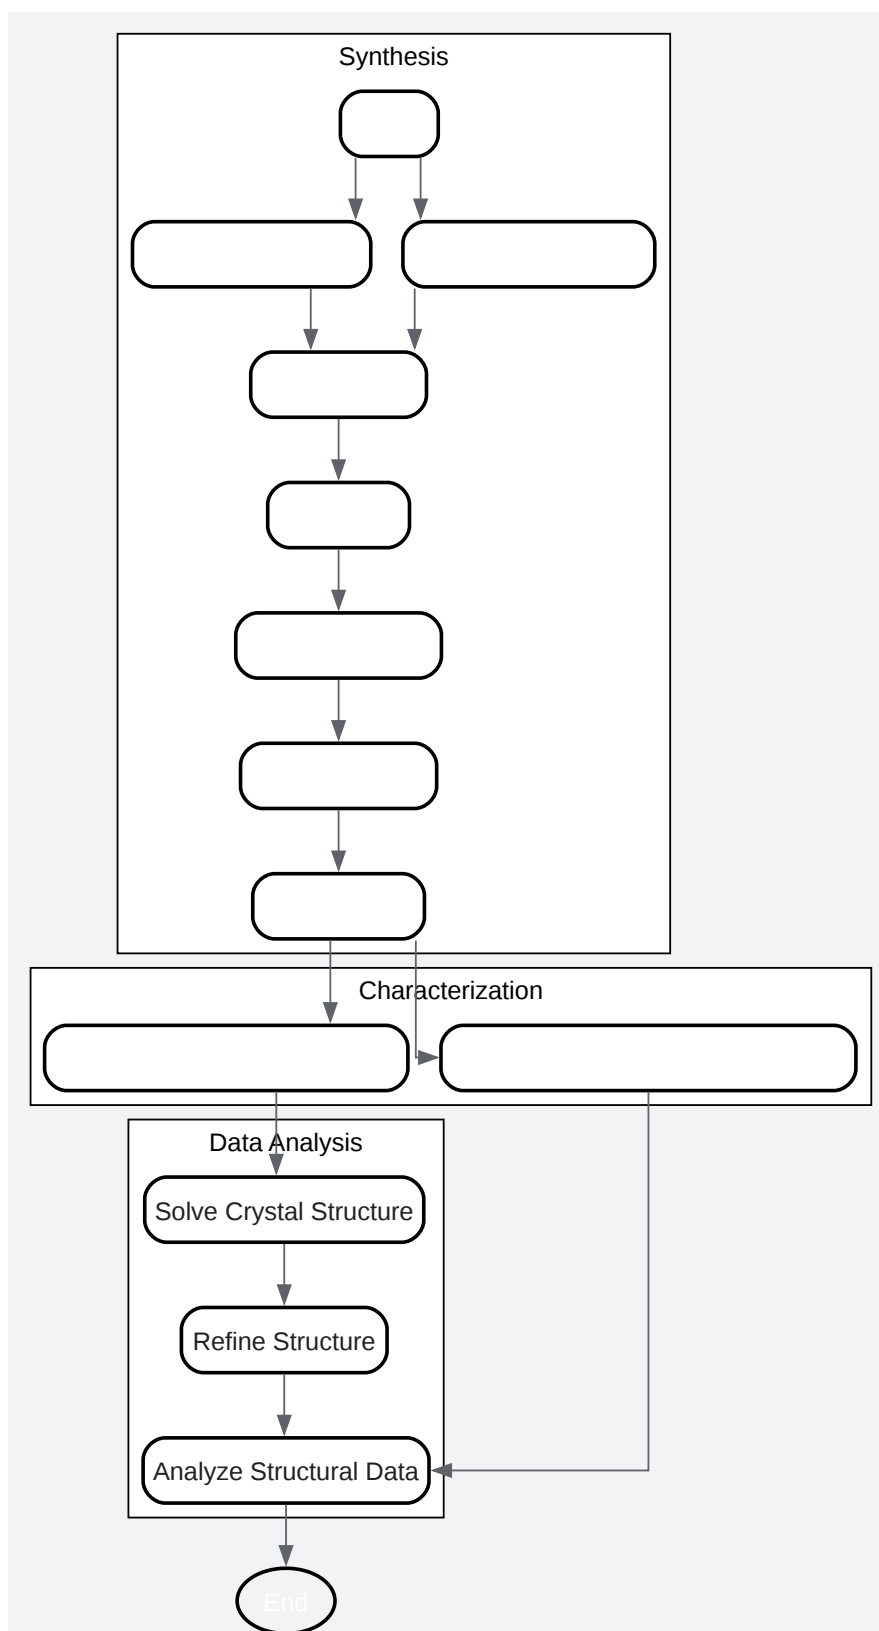 Synthesis
Characterization
Data Analysis
Solve Crystal Structure
Refine Structure
Analyze Structural Data
End